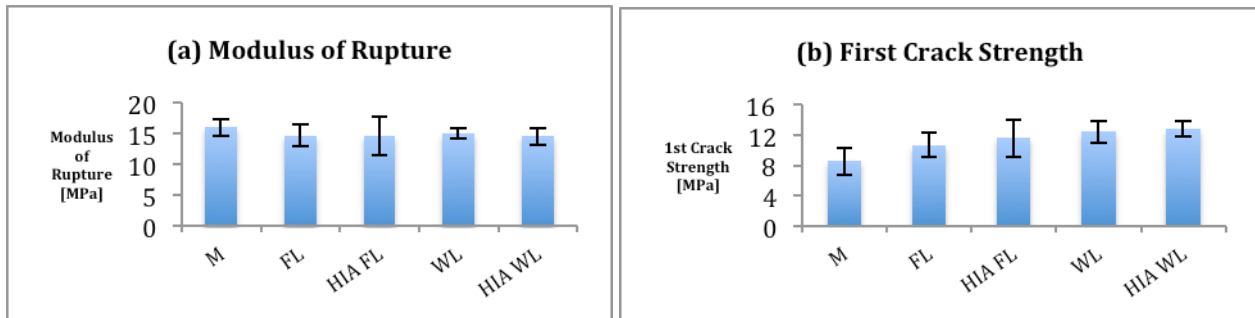 (a) Modulus of Rupture
Modulus
of
Rupture
[MPa]
20
15
10
5
0
M
FL
HIA FL
WL
HIA WL
(b) First Crack Strength
1st Crack
Strength
[MPa]
16
12
8
4
0
M
FL
HIA FL
WL
HIA WL